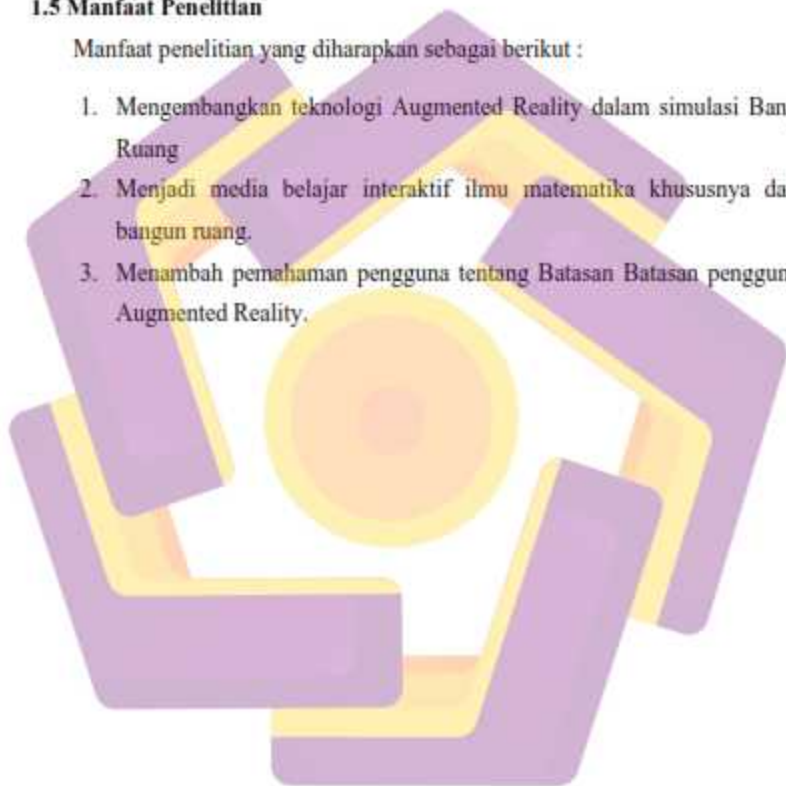 1.5 Manfaat Penelitian
Manfaat penelitian yang diharapkan sebagai berikut :
1. Mengembangkan teknologi Augmented Reality dalam simulasi Ban
Ruang
2. Menjadi media belajar interaktif ilmu matematika khususnya da
bangun ruang.
3. Menambah pemahaman pengguna tentang Batasan Batasan penggun
Augmented Reality.